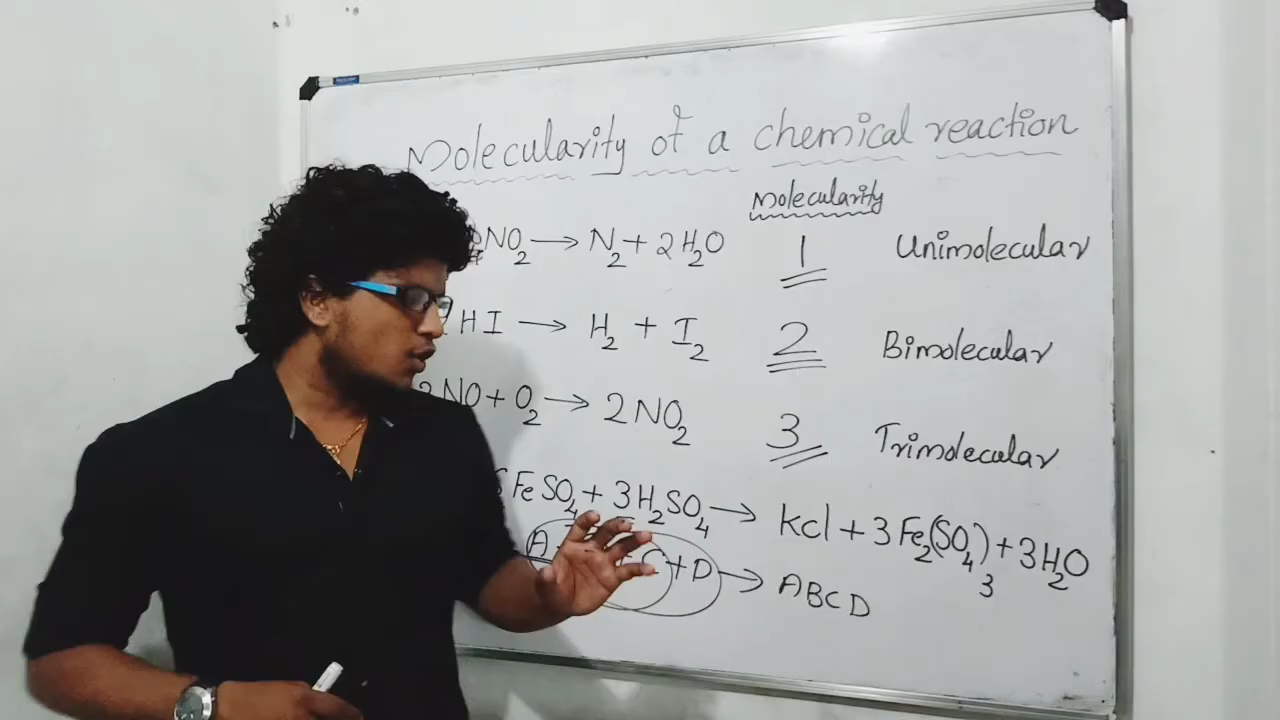 Molecularity of a chemical reaction
Molecularity
NO₂ → N₂ + 2H₂O 1 Unimolecular
HI → H₂ + I₂ 2 Bimolecular
2NO + O₂ → 2NO₂ 3 Trimolecular
FeSO₄ + 3H₂SO₄ → KCl + 3Fe₂(SO₄)₃ + 3H₂O
A C + D → ABCD